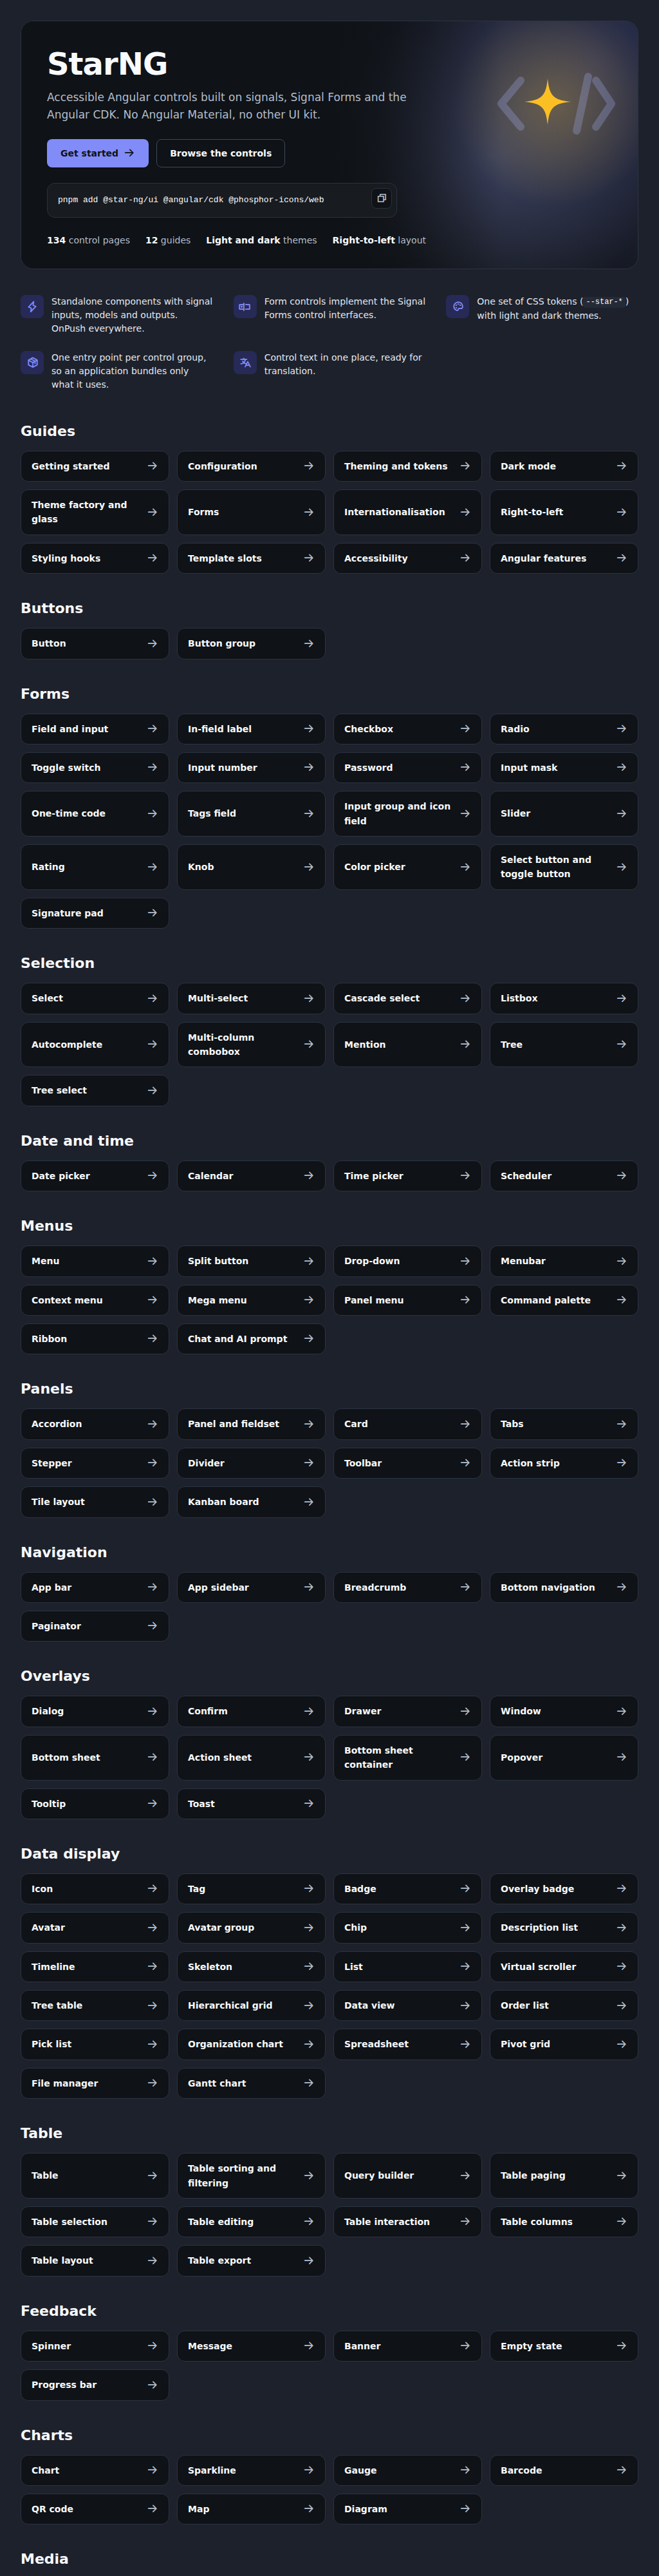 StarNG
Accessible Angular controls built on signals, Signal Forms and the
Angular CDK. No Angular Material, no other UI kit.
Get started
Browse the controls
pnpm add @star-ng/ui @angular/cdk @phosphor-icons/web
134 control pages 12 guides Light and dark themes Right-to-left layout
Standalone components with signal
inputs, models and outputs.
OnPush everywhere.
Form controls implement the Signal
Forms control interfaces.
One set of CSS tokens ( --star-* )
with light and dark themes.
One entry point per control group,
so an application bundles only
what it uses.
Control text in one place, ready for
translation.
Guides
Getting started
Configuration
Theming and tokens
Dark mode
Theme factory and
glass
Forms
Internationalisation
Right-to-left
Styling hooks
Template slots
Accessibility
Angular features
Buttons
Button
Button group
Forms
Field and input
In-field label
Checkbox
Radio
Toggle switch
Input number
Password
Input mask
One-time code
Tags field
Input group and icon
field
Slider
Rating
Knob
Color picker
Select button and
toggle button
Signature pad
Selection
Select
Multi-select
Cascade select
Listbox
Autocomplete
Multi-column
combobox
Mention
Tree
Tree select
Date and time
Date picker
Calendar
Time picker
Scheduler
Menus
Menu
Split button
Drop-down
Menubar
Context menu
Mega menu
Panel menu
Command palette
Ribbon
Chat and AI prompt
Panels
Accordion
Panel and fieldset
Card
Tabs
Stepper
Divider
Toolbar
Action strip
Tile layout
Kanban board
Navigation
App bar
App sidebar
Breadcrumb
Bottom navigation
Paginator
Overlays
Dialog
Confirm
Drawer
Window
Bottom sheet
Action sheet
Bottom sheet
container
Popover
Tooltip
Toast
Data display
Icon
Tag
Badge
Overlay badge
Avatar
Avatar group
Chip
Description list
Timeline
Skeleton
List
Virtual scroller
Tree table
Hierarchical grid
Data view
Order list
Pick list
Organization chart
Spreadsheet
Pivot grid
File manager
Gantt chart
Table
Table
Table sorting and
filtering
Query builder
Table paging
Table selection
Table editing
Table interaction
Table columns
Table layout
Table export
Feedback
Spinner
Message
Banner
Empty state
Progress bar
Charts
Chart
Sparkline
Gauge
Barcode
QR code
Map
Diagram
Media